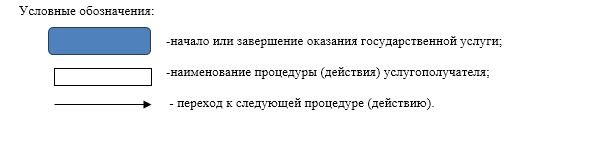 Условные обозначения:
-начало или завершение оказания государственной услуги;
-наименование процедуры (действия) услугополучателя;
- переход к следующей процедуре (действию).